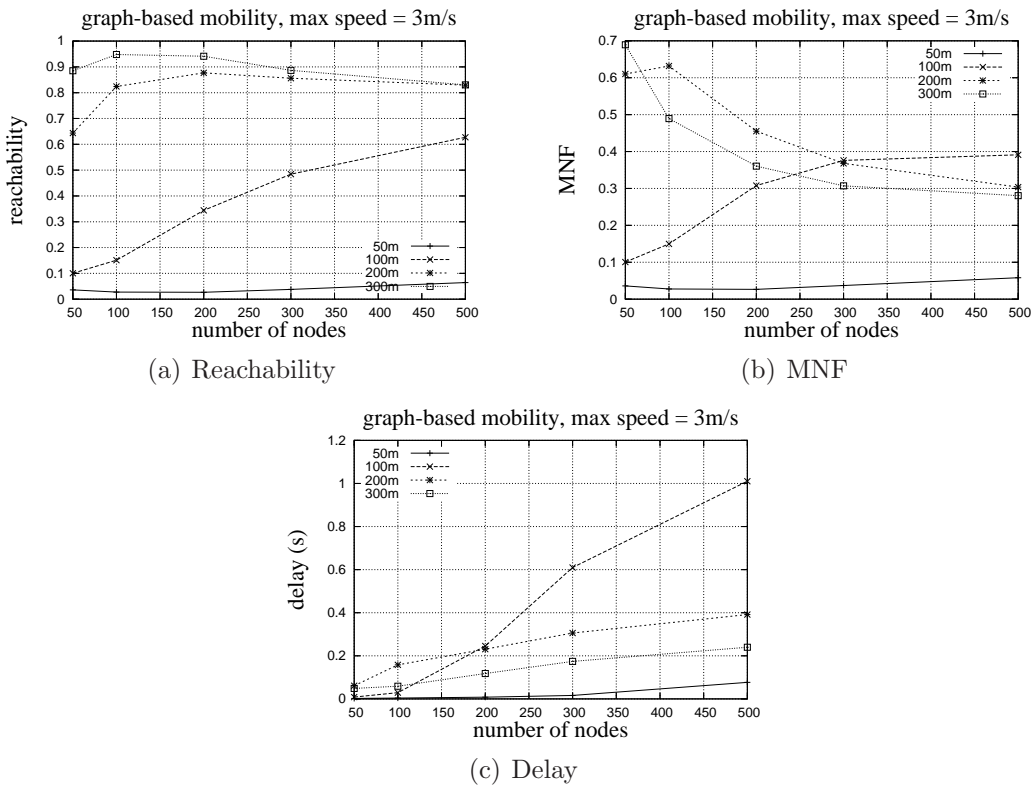 graph-based mobility, max speed = 3m/s
1
0.9
0.8
0.7
0.6
0.5
0.4
0.3
0.2
0.1
0
reachability
50m
100m
200m
300m
50 100 150 200 250 300 350 400 450 500
number of nodes
(a) Reachability
graph-based mobility, max speed = 3m/s
0.7
0.6
0.5
0.4
0.3
0.2
0.1
0
MNF
50m
100m
200m
300m
50 100 150 200 250 300 350 400 450 500
number of nodes
(b) MNF
graph-based mobility, max speed = 3m/s
1.2
1
0.8
0.6
0.4
0.2
0
delay (s)
50m
100m
200m
300m
50 100 150 200 250 300 350 400 450 500
number of nodes
(c) Delay